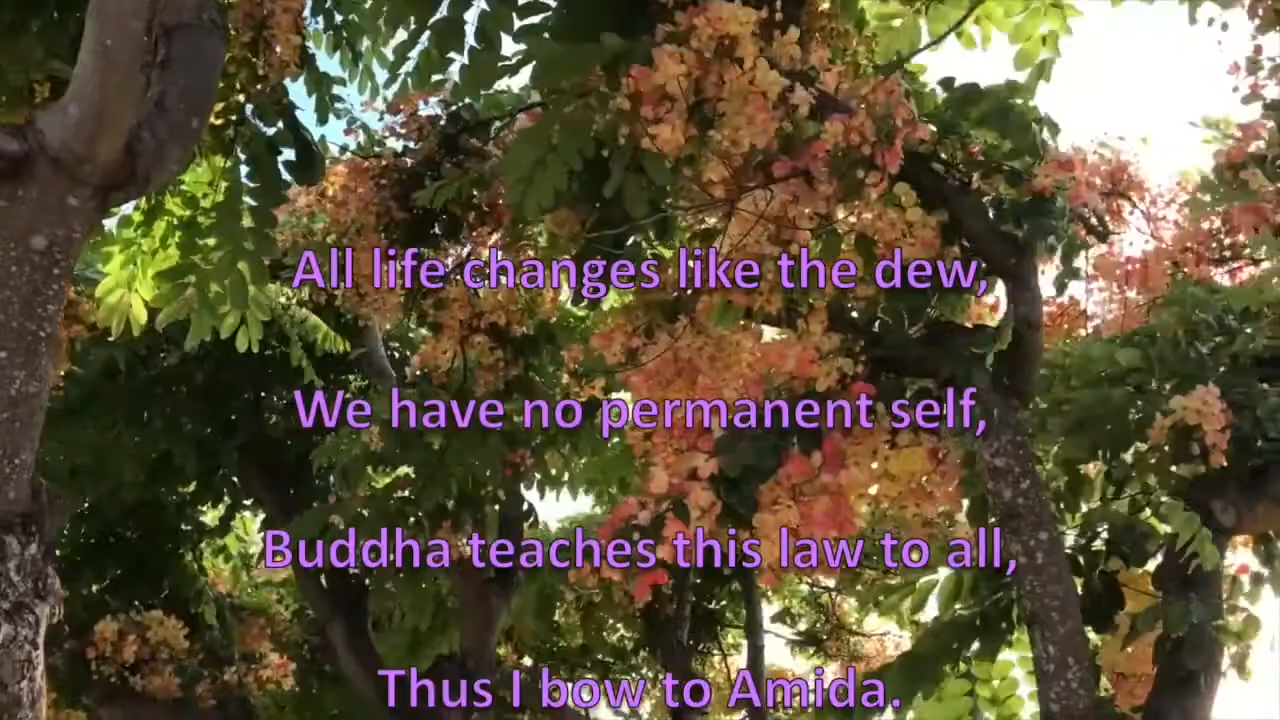 All life changes like the dew,
We have no permanent self,
Buddha teaches this law to all,
Thus I bow to Amida.